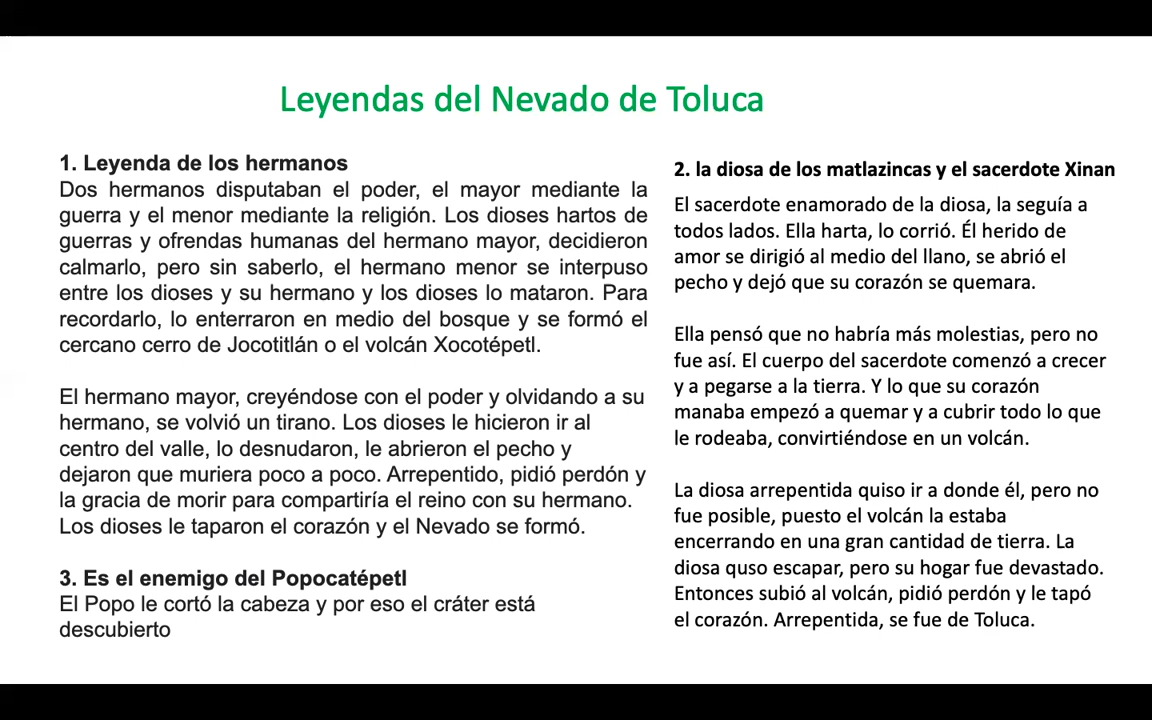 Leyendas del Nevado de Toluca
1. Leyenda de los hermanos
Dos hermanos disputaban el poder, el mayor mediante la
guerra y el menor mediante la religión. Los dioses hartos de
guerras y ofrendas humanas del hermano mayor, decidieron
calmarlo, pero sin saberlo, el hermano menor se interpuso
entre los dioses y su hermano y los dioses lo mataron. Para
recordarlo, lo enterraron en medio del bosque y se formó el
cercano cerro de Jocotitlán o el volcán Xocotépetl.
El hermano mayor, creyéndose con el poder y olvidando a su
hermano, se volvió un tirano. Los dioses le hicieron ir al
centro del valle, lo desnudaron, le abrieron el pecho y
dejaron que muriera poco a poco. Arrepentido, pidió perdón y
la gracia de morir para compartiría el reino con su hermano.
Los dioses le taparon el corazón y el Nevado se formó.
3. Es el enemigo del Popocatépetl
El Popo le cortó la cabeza y por eso el cráter está
descubierto
2. la diosa de los matlazincas y el sacerdote Xinan
El sacerdote enamorado de la diosa, la seguía a
todos lados. Ella harta, lo corrió. Él herido de
amor se dirigió al medio del llano, se abrió el
pecho y dejó que su corazón se quemara.
Ella pensó que no habría más molestias, pero no
fue así. El cuerpo del sacerdote comenzó a crecer
y a pegarse a la tierra. Y lo que su corazón
manaba empezó a quemar y a cubrir todo lo que
le rodeaba, convirtiéndose en un volcán.
La diosa arrepentida quiso ir a donde él, pero no
fue posible, puesto el volcán la estaba
encerrando en una gran cantidad de tierra. La
diosa quso escapar, pero su hogar fue devastado.
Entonces subió al volcán, pidió perdón y le tapó
el corazón. Arrepentida, se fue de Toluca.